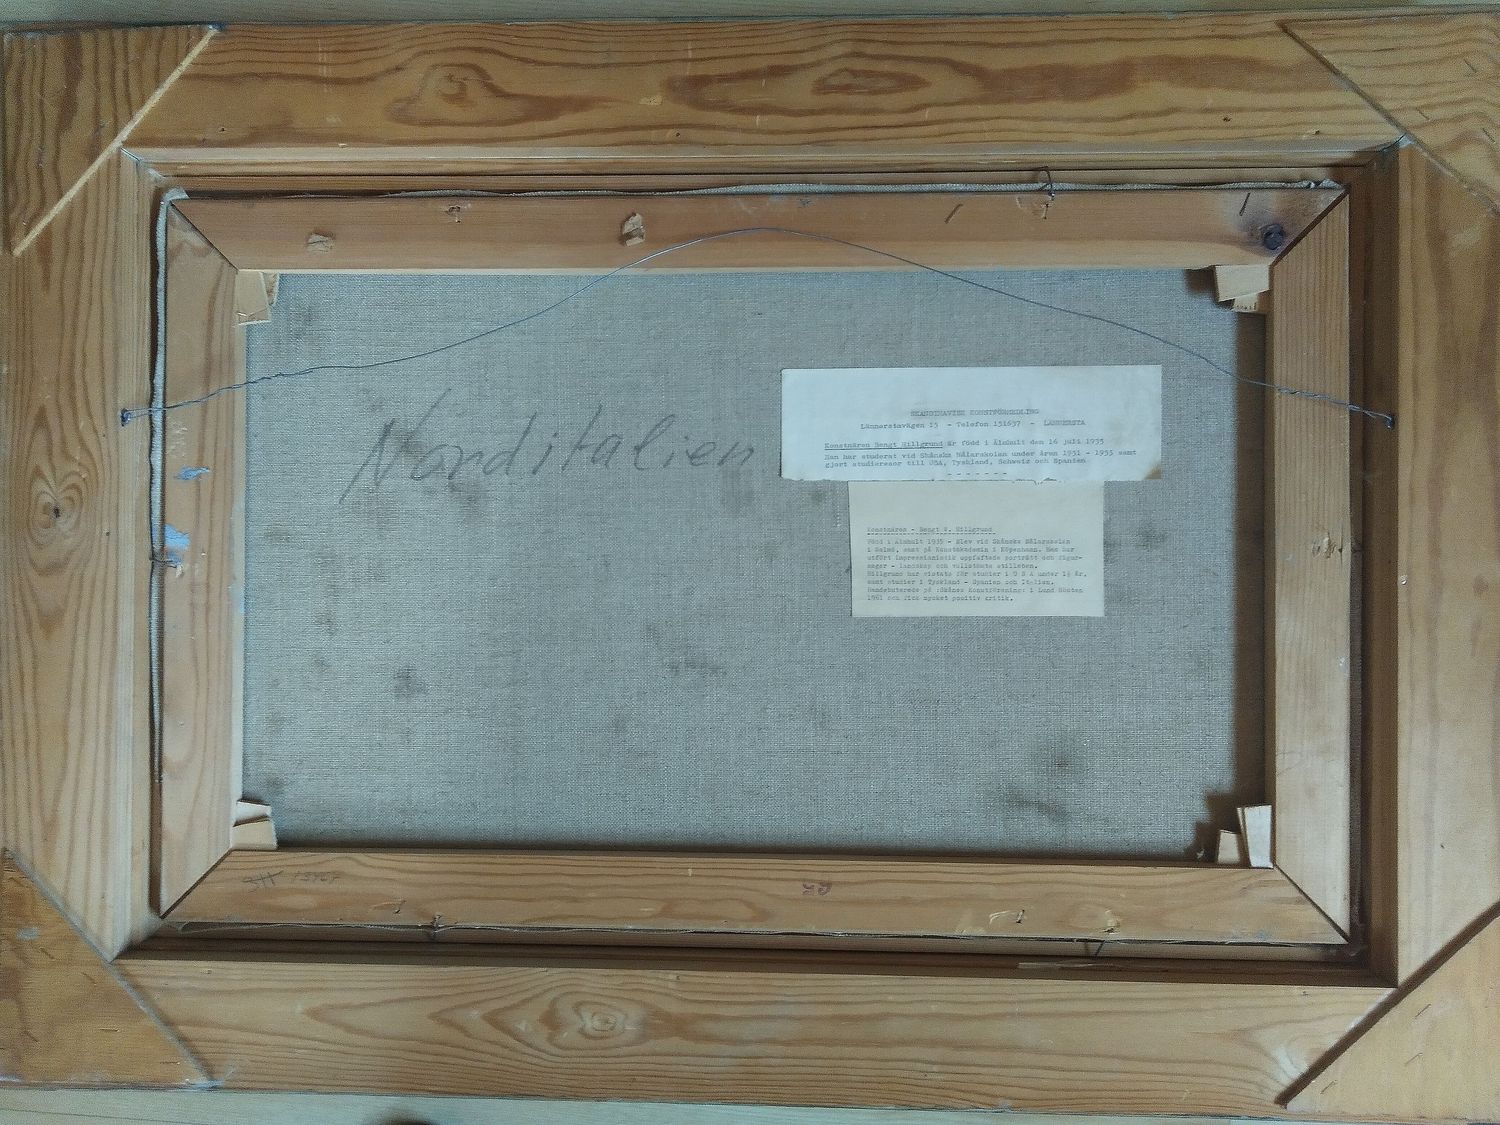 Norditalien
SKANDINAVISK KONSTFÖRMEDLING
Lännerstavägen 15 - Telefon 151637 - LÄNNERSTA
Konstnären Bengt Hillgrund är född i Älmhult den 16 juli 1935
Han har studerat vid Skånska Målarskolan under åren 1951 - 1955 samt
gjort studieresor till USA, Tyskland, Schweiz och Spanien
- - - - - - -
Konstnären - Bengt Hillgrund
Född i Älmhult 1935 - Elev vid Skånska Målarskolan
i Malmö, samt på Konstakademin i Köpenhamn. Han har
utfört impressionistik uppfattade porträtt och figur-
- landskap och stilleben.
Hillgrund har vistats för studier i U S A under 1½ år,
samt studier i Tyskland - Spanien och Italien.
på Skånes Konstförening i Lund hösten
1961 och fick mycket positiv kritik.